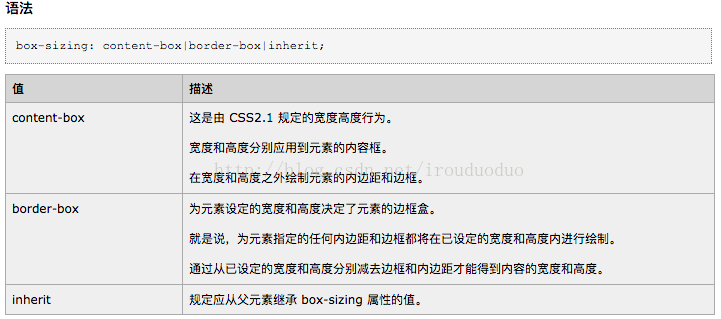 语法
box-sizing: content-box|border-box|inherit;
值 描述
content-box 这是由 CSS2.1 规定的宽度高度行为。
宽度和高度分别应用到元素的内容框。
http://blog.csdn.net/irouduoduo
在宽度和高度之外绘制元素的内边距和边框。
border-box 为元素设定的宽度和高度决定了元素的边框盒。
就是说，为元素指定的任何内边距和边框都将在已设定的宽度和高度内进行绘制。
通过从已设定的宽度和高度分别减去边框和内边距才能得到内容的宽度和高度。
inherit 规定应从父元素继承 box-sizing 属性的值。